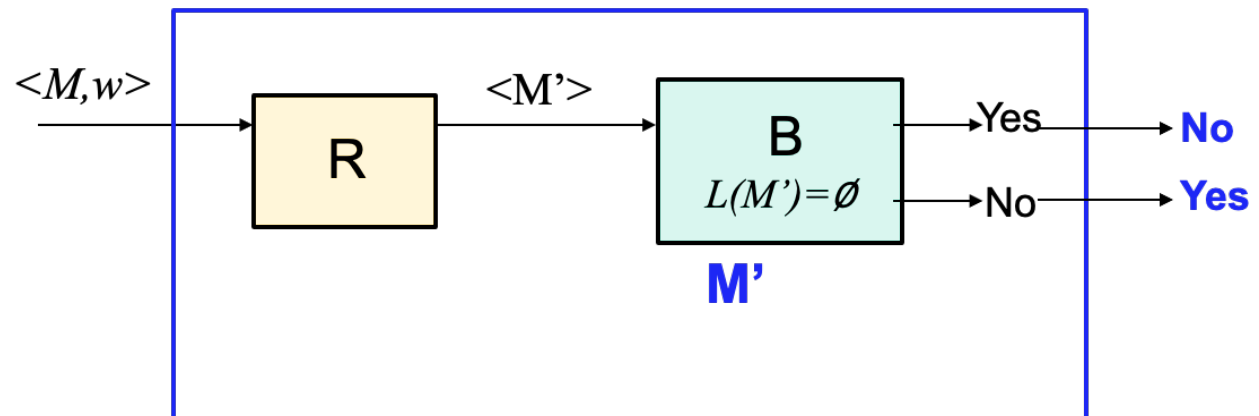 <M,w>
<M’>
R
B
L(M’)=∅
Yes
No
No
Yes
M’